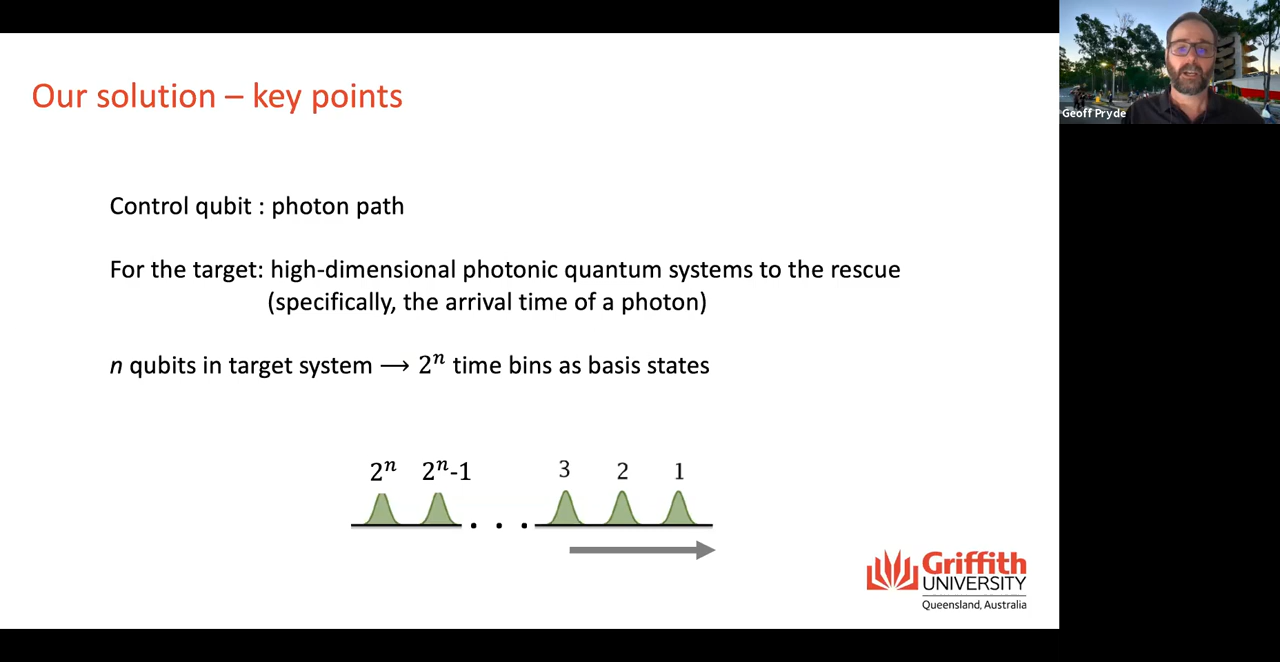 Our solution – key points
Geoff Pryde
Control qubit : photon path
For the target: high-dimensional photonic quantum systems to the rescue
(specifically, the arrival time of a photon)
n qubits in target system ⟶ 2ⁿ time bins as basis states
2ⁿ 2ⁿ-1 . . . 3 2 1
Griffith
UNIVERSITY
Queensland, Australia